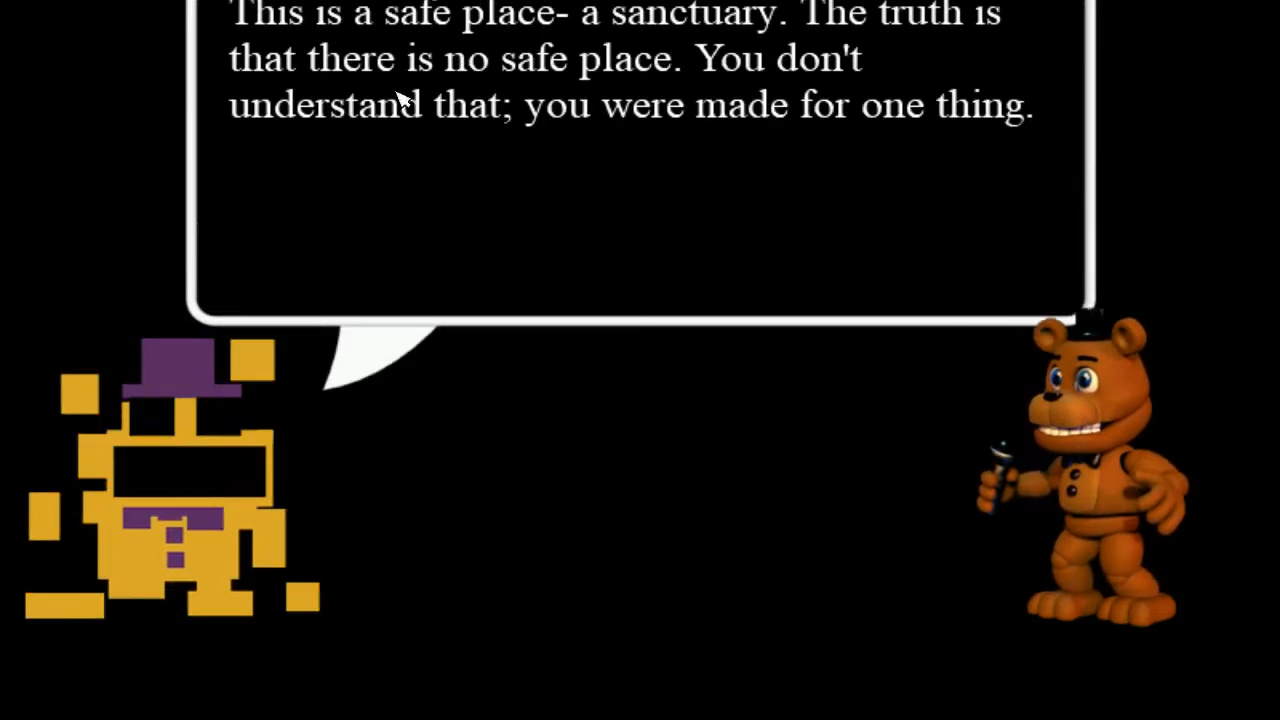 This is a safe place- a sanctuary. The truth is
that there is no safe place. You don't
understand that; you were made for one thing.